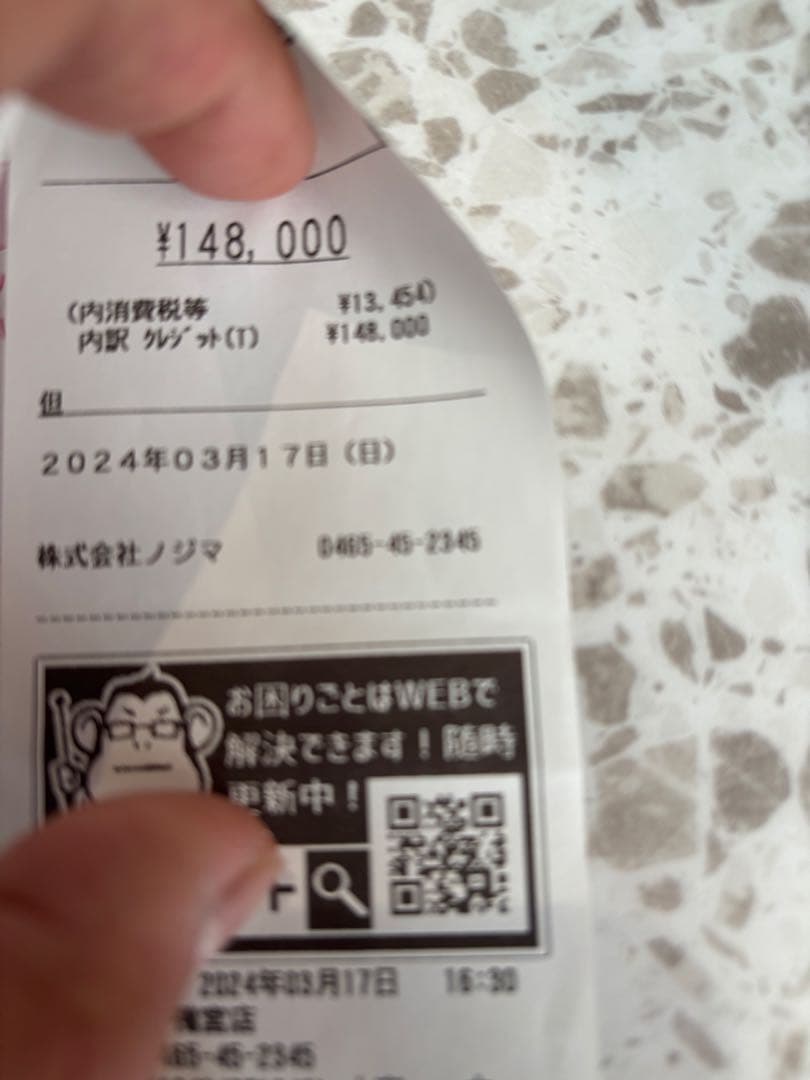 ¥148,000
(内消費税等 ¥13,454)
内訳 クレジット(T) ¥148,000
但
2024年03月17日(日)
株式会社ノジマ 0465-45-2345
お困りごとはWEBで
解決できます!随時
更新中!
2024年03月17日 16:30
宮店
65-45-2345